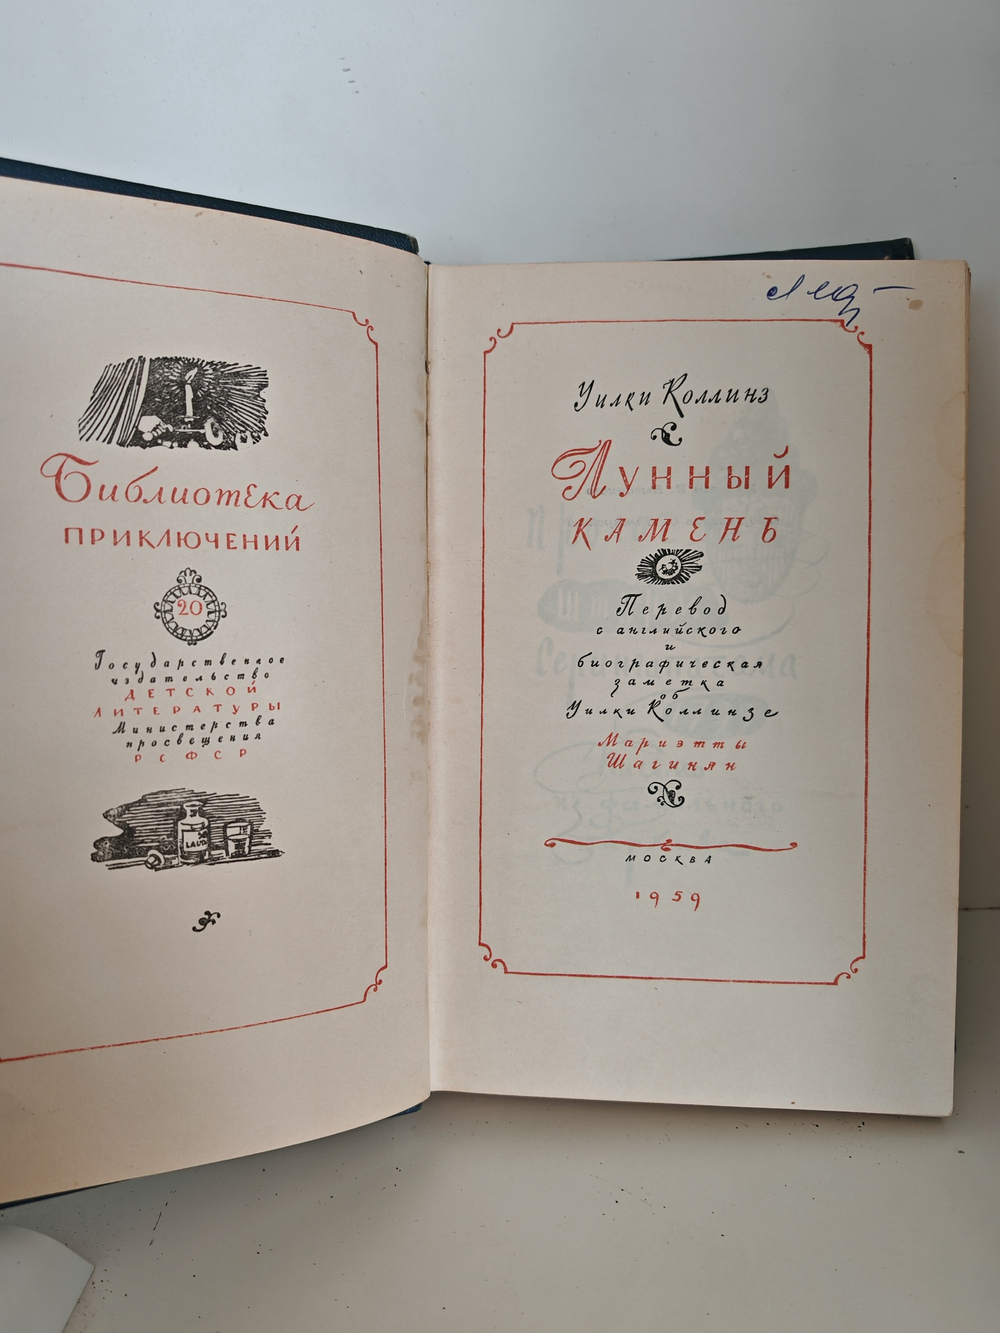 Библиотека
приключений
20
Государственное
издательство
ДЕТСКОЙ
ЛИТЕРАТУРЫ
Министерства
просвещения
РСФСР
Уилки Коллинз
Лунный
камень
Перевод
с английского
и
биографическая
заметка
об
Уилки Коллинзе
Мариэтты
Шагинян
МОСКВА
1959